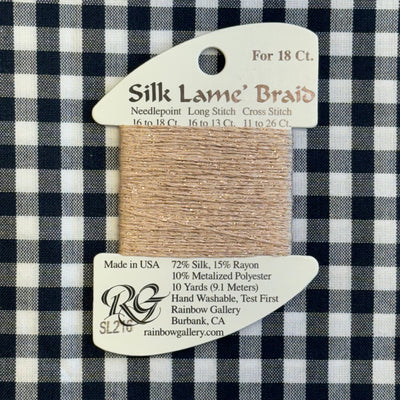 For 18 Ct.
Silk Lame' Braid
Needlepoint Long Stitch Cross Stitch
16 to 18 Ct. 16 to 13 Ct. 11 to 26 Ct.
Made in USA
72% Silk, 15% Rayon
10% Metalized Polyester
10 Yards (9.1 Meters)
Hand Washable, Test First
Rainbow Gallery
Burbank, CA
rainbowgallery.com
RG
SL216